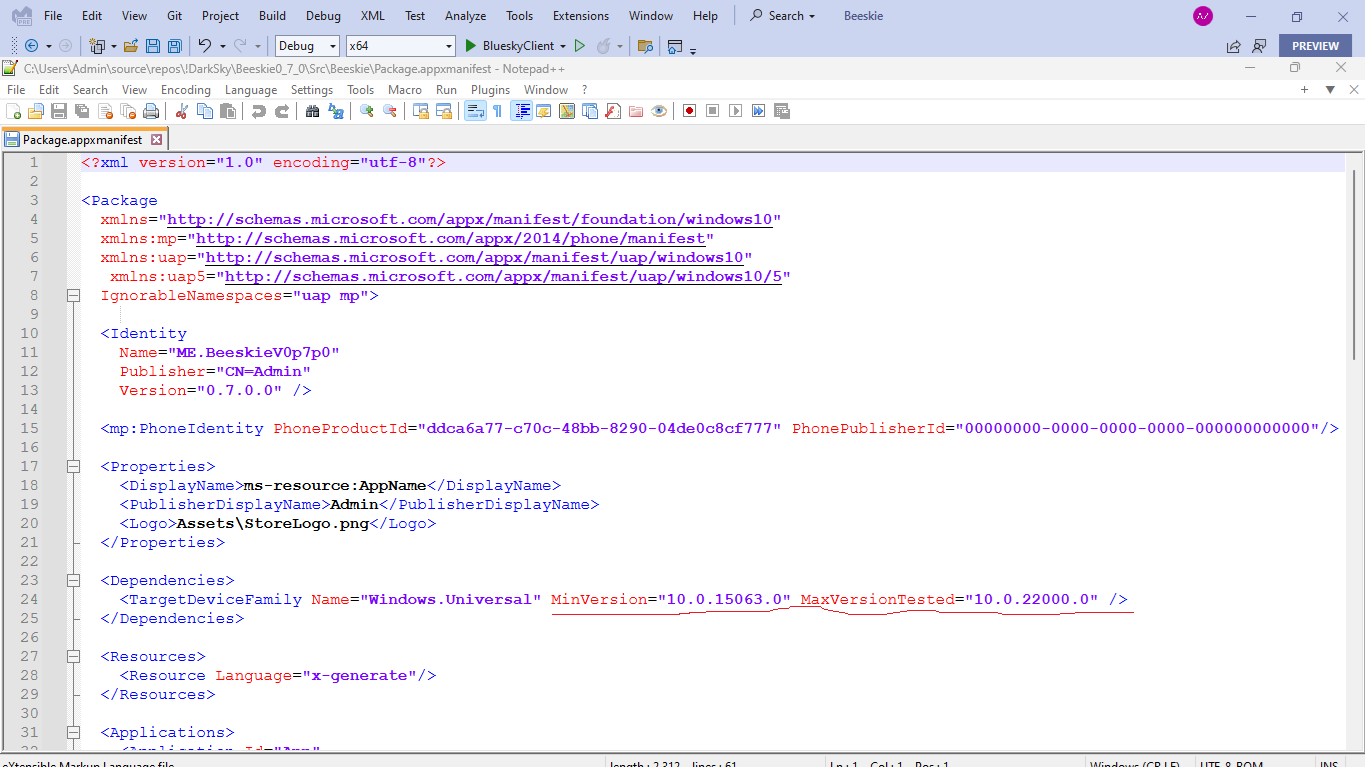 File Edit View Git Project Build Debug XML Test Analyze Tools Extensions Window Help Search Beeskie
PRE
Debug x64 BlueskyClient PREVIEW
C:\Users\Admin\source\repos\!DarkSky\Beeskie0_7_0\Src\Beeskie\Package.appxmanifest - Notepad++
File Edit Search View Encoding Language Settings Tools Macro Run Plugins Window ?
Package.appxmanifest
1 <?xml version="1.0" encoding="utf-8"?>
2
3 <Package
4 xmlns="http://schemas.microsoft.com/appx/manifest/foundation/windows10"
5 xmlns:mp="http://schemas.microsoft.com/appx/2014/phone/manifest"
6 xmlns:uap="http://schemas.microsoft.com/appx/manifest/uap/windows10"
7 xmlns:uap5="http://schemas.microsoft.com/appx/manifest/uap/windows10/5"
8 IgnorableNamespaces="uap mp">
9
10 <Identity
11 Name="ME.BeeskieV0p7p0"
12 Publisher="CN=Admin"
13 Version="0.7.0.0" />
14
15 <mp:PhoneIdentity PhoneProductId="ddca6a77-c70c-48bb-8290-04de0c8cf777" PhonePublisherId="00000000-0000-0000-0000-000000000000"/>
16
17 <Properties>
18 <DisplayName>ms-resource:AppName</DisplayName>
19 <PublisherDisplayName>Admin</PublisherDisplayName>
20 <Logo>Assets\StoreLogo.png</Logo>
21 </Properties>
22
23 <Dependencies>
24 <TargetDeviceFamily Name="Windows.Universal" MinVersion="10.0.15063.0" MaxVersionTested="10.0.22000.0" />
25 </Dependencies>
26
27 <Resources>
28 <Resource Language="x-generate"/>
29 </Resources>
30
31 <Applications>
32 <Application Id="App"
eXtensible Markup Language file length : 2 312 lines : 61 Ln : 1 Col : 1 Pos : 1 Windows (CR LF) UTF-8-BOM INS